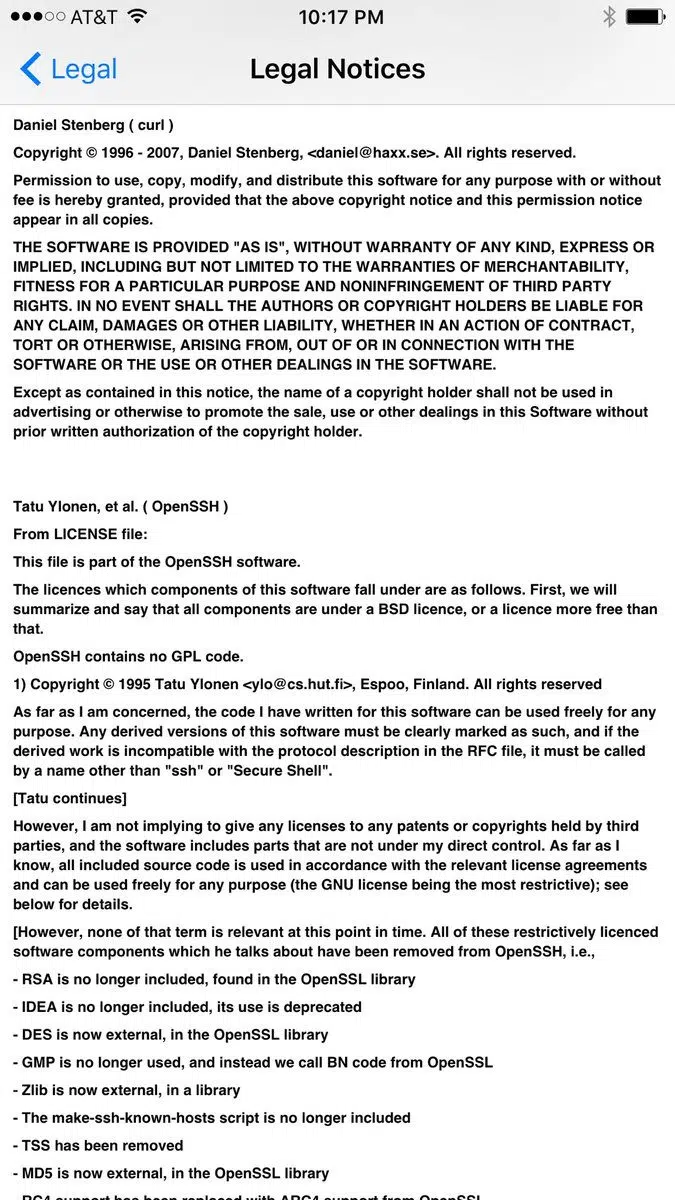 AT&T 10:17 PM
Legal Legal Notices
Daniel Stenberg ( curl )
Copyright © 1996 - 2007, Daniel Stenberg, <daniel@haxx.se>. All rights reserved.
Permission to use, copy, modify, and distribute this software for any purpose with or without
fee is hereby granted, provided that the above copyright notice and this permission notice
appear in all copies.
THE SOFTWARE IS PROVIDED "AS IS", WITHOUT WARRANTY OF ANY KIND, EXPRESS OR
IMPLIED, INCLUDING BUT NOT LIMITED TO THE WARRANTIES OF MERCHANTABILITY,
FITNESS FOR A PARTICULAR PURPOSE AND NONINFRINGEMENT OF THIRD PARTY
RIGHTS. IN NO EVENT SHALL THE AUTHORS OR COPYRIGHT HOLDERS BE LIABLE FOR
ANY CLAIM, DAMAGES OR OTHER LIABILITY, WHETHER IN AN ACTION OF CONTRACT,
TORT OR OTHERWISE, ARISING FROM, OUT OF OR IN CONNECTION WITH THE
SOFTWARE OR THE USE OR OTHER DEALINGS IN THE SOFTWARE.
Except as contained in this notice, the name of a copyright holder shall not be used in
advertising or otherwise to promote the sale, use or other dealings in this Software without
prior written authorization of the copyright holder.
Tatu Ylonen, et al. ( OpenSSH )
From LICENSE file:
This file is part of the OpenSSH software.
The licences which components of this software fall under are as follows. First, we will
summarize and say that all components are under a BSD licence, or a licence more free than
that.
OpenSSH contains no GPL code.
1) Copyright © 1995 Tatu Ylonen <ylo@cs.hut.fi>, Espoo, Finland. All rights reserved
As far as I am concerned, the code I have written for this software can be used freely for any
purpose. Any derived versions of this software must be clearly marked as such, and if the
derived work is incompatible with the protocol description in the RFC file, it must be called
by a name other than "ssh" or "Secure Shell".
[Tatu continues]
However, I am not implying to give any licenses to any patents or copyrights held by third
parties, and the software includes parts that are not under my direct control. As far as I
know, all included source code is used in accordance with the relevant license agreements
and can be used freely for any purpose (the GNU license being the most restrictive); see
below for details.
[However, none of that term is relevant at this point in time. All of these restrictively licenced
software components which he talks about have been removed from OpenSSH, i.e.,
- RSA is no longer included, found in the OpenSSL library
- IDEA is no longer included, its use is deprecated
- DES is now external, in the OpenSSL library
- GMP is no longer used, and instead we call BN code from OpenSSL
- Zlib is now external, in a library
- The make-ssh-known-hosts script is no longer included
- TSS has been removed
- MD5 is now external, in the OpenSSL library
- RC4 support has been replaced with ARC4 support from OpenSSL